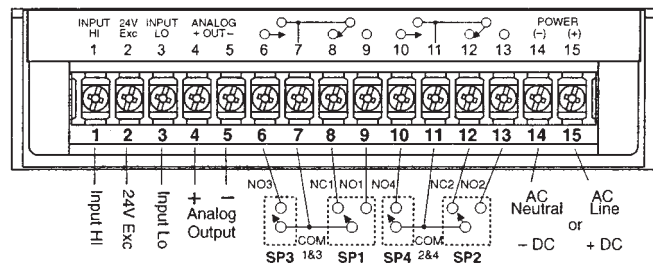 INPUT HI 24V Exc INPUT LO ANALOG + OUT - POWER (-) (+)
1 2 3 4 5 6 7 8 9 10 11 12 13 14 15
1 2 3 4 5 6 7 8 9 10 11 12 13 14 15
NO3 NC1 NO1 NO4 NC2 NO2
Input HI
24V Exc
Input Lo
+ -
Analog
Output
COM
1&3
COM
2&4
SP3 SP1 SP4 SP2
AC
Neutral
or
AC
Line
- DC + DC